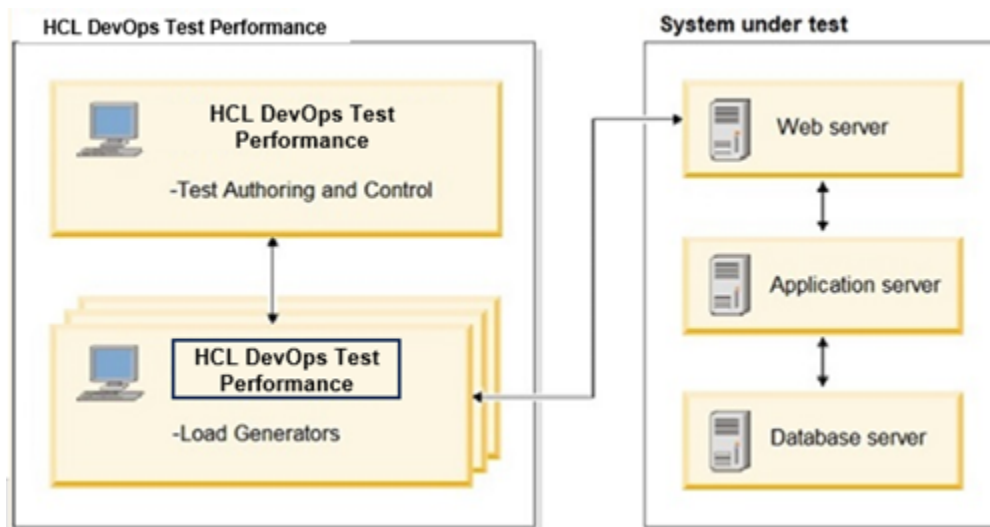 HCL DevOps Test Performance
HCL DevOps Test
Performance
-Test Authoring and Control
HCL DevOps Test
Performance
-Load Generators
System under test
Web server
Application server
Database server